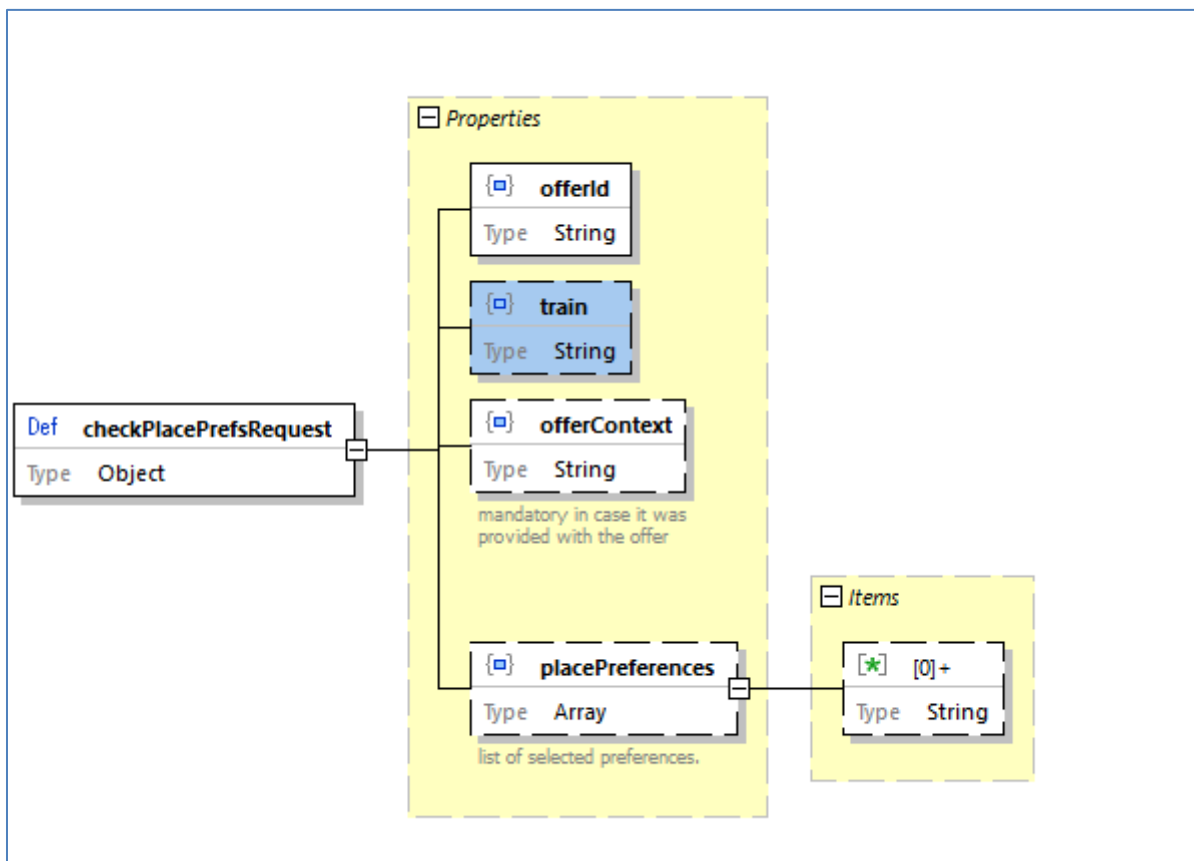 Properties
offerId
Type String
train
Type String
Def checkPlacePrefsRequest
Type Object
offerContext
Type String
mandatory in case it was
provided with the offer
Items
placePreferences
Type Array
list of selected preferences.
[0]+
Type String